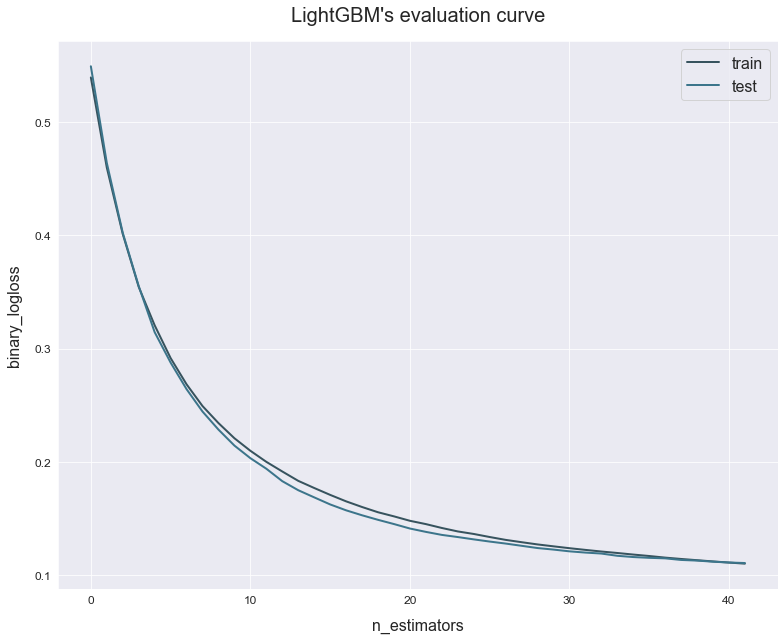 LightGBM's evaluation curve
train
test
0.5
0.4
0.3
0.2
0.1
binary_logloss
0 10 20 30 40
n_estimators